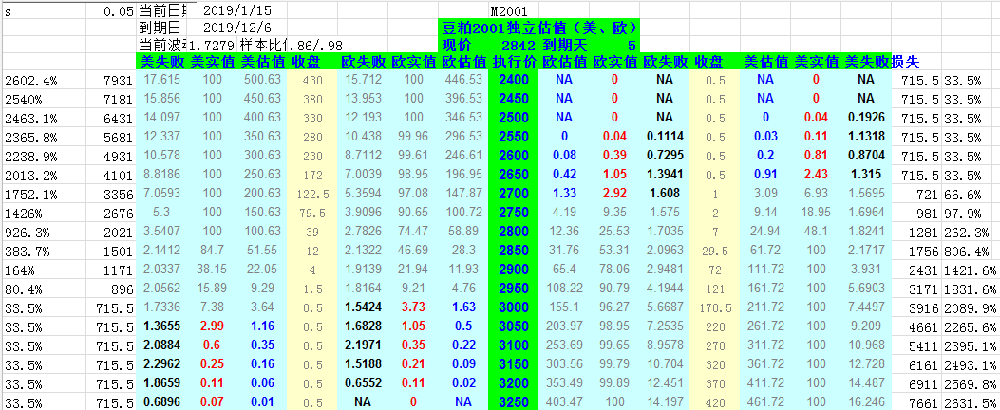 s 0.05 当前日期 2019/1/15 M2001
到期日 2019/12/6 豆粕2001独立估值（美、欧）
当前波动 1.7279 样本比例 .86/.98 现价 2842 到期天 5
美失败 美实值 美估值 收盘 欧失败 欧实值 欧估值 执行价 欧估值 欧实值 欧失败 收盘 美估值 美实值 美失败 损失
2602.4% 7931 17.615 100 500.63 430 15.712 100 446.53 2400 NA 0 NA 0.5 NA 0 NA 715.5 33.5%
2540% 7181 15.856 100 450.63 380 13.953 100 396.53 2450 NA 0 NA 0.5 NA 0 NA 715.5 33.5%
2463.1% 6431 14.097 100 400.63 330 12.193 100 346.53 2500 NA 0 NA 0.5 0 0.04 0.1926 715.5 33.5%
2365.8% 5681 12.337 100 350.63 280 10.438 99.96 296.53 2550 0 0.04 0.1114 0.5 0.03 0.11 1.1318 715.5 33.5%
2238.9% 4931 10.578 100 300.63 230 8.7112 99.61 246.61 2600 0.08 0.39 0.7295 0.5 0.2 0.81 0.8704 715.5 33.5%
2013.2% 4101 8.8186 100 250.63 172 7.0039 98.95 196.95 2650 0.42 1.05 1.3941 0.5 0.91 2.43 1.315 715.5 33.5%
1752.1% 3356 7.0593 100 200.63 122.5 5.3594 97.08 147.87 2700 1.33 2.92 1.608 1 3.09 6.93 1.5695 721 66.6%
1426% 2676 5.3 100 150.63 79.5 3.9096 90.65 100.72 2750 4.19 9.35 1.575 2 9.14 18.95 1.6964 981 97.9%
926.3% 2021 3.5407 100 100.63 39 2.7826 74.47 58.89 2800 12.36 25.53 1.7035 7 24.94 48.1 1.8241 1281 262.3%
383.7% 1501 2.1412 84.7 51.55 12 2.1322 46.69 28.3 2850 31.76 53.31 2.0963 29.5 61.72 100 2.1717 1756 806.4%
164% 1171 2.0337 38.15 22.05 4 1.9139 21.94 11.93 2900 65.4 78.06 2.9481 72 111.72 100 3.931 2431 1421.6%
80.4% 896 2.0562 15.89 9.29 1.5 1.8164 9.21 4.76 2950 108.22 90.79 4.1944 121 161.72 100 5.6903 3171 1831.6%
33.5% 715.5 1.7336 7.38 3.64 0.5 1.5424 3.73 1.63 3000 155.1 96.27 5.6687 170.5 211.72 100 7.4497 3916 2089.9%
33.5% 715.5 1.3655 2.99 1.16 0.5 1.6828 1.05 0.5 3050 203.97 98.95 7.2535 220 261.72 100 9.209 4661 2265.6%
33.5% 715.5 2.0884 0.6 0.35 0.5 2.1971 0.35 0.22 3100 253.69 99.65 8.9578 270 311.72 100 10.968 5411 2395.1%
33.5% 715.5 2.2962 0.25 0.16 0.5 1.5188 0.21 0.09 3150 303.56 99.79 10.704 320 361.72 100 12.728 6161 2493.1%
33.5% 715.5 1.8659 0.11 0.06 0.5 0.6552 0.11 0.02 3200 353.49 99.89 12.451 370 411.72 100 14.487 6911 2569.8%
33.5% 715.5 0.6896 0.07 0.01 0.5 NA 0 NA 3250 403.47 100 14.197 420 461.72 100 16.246 7661 2631.5%